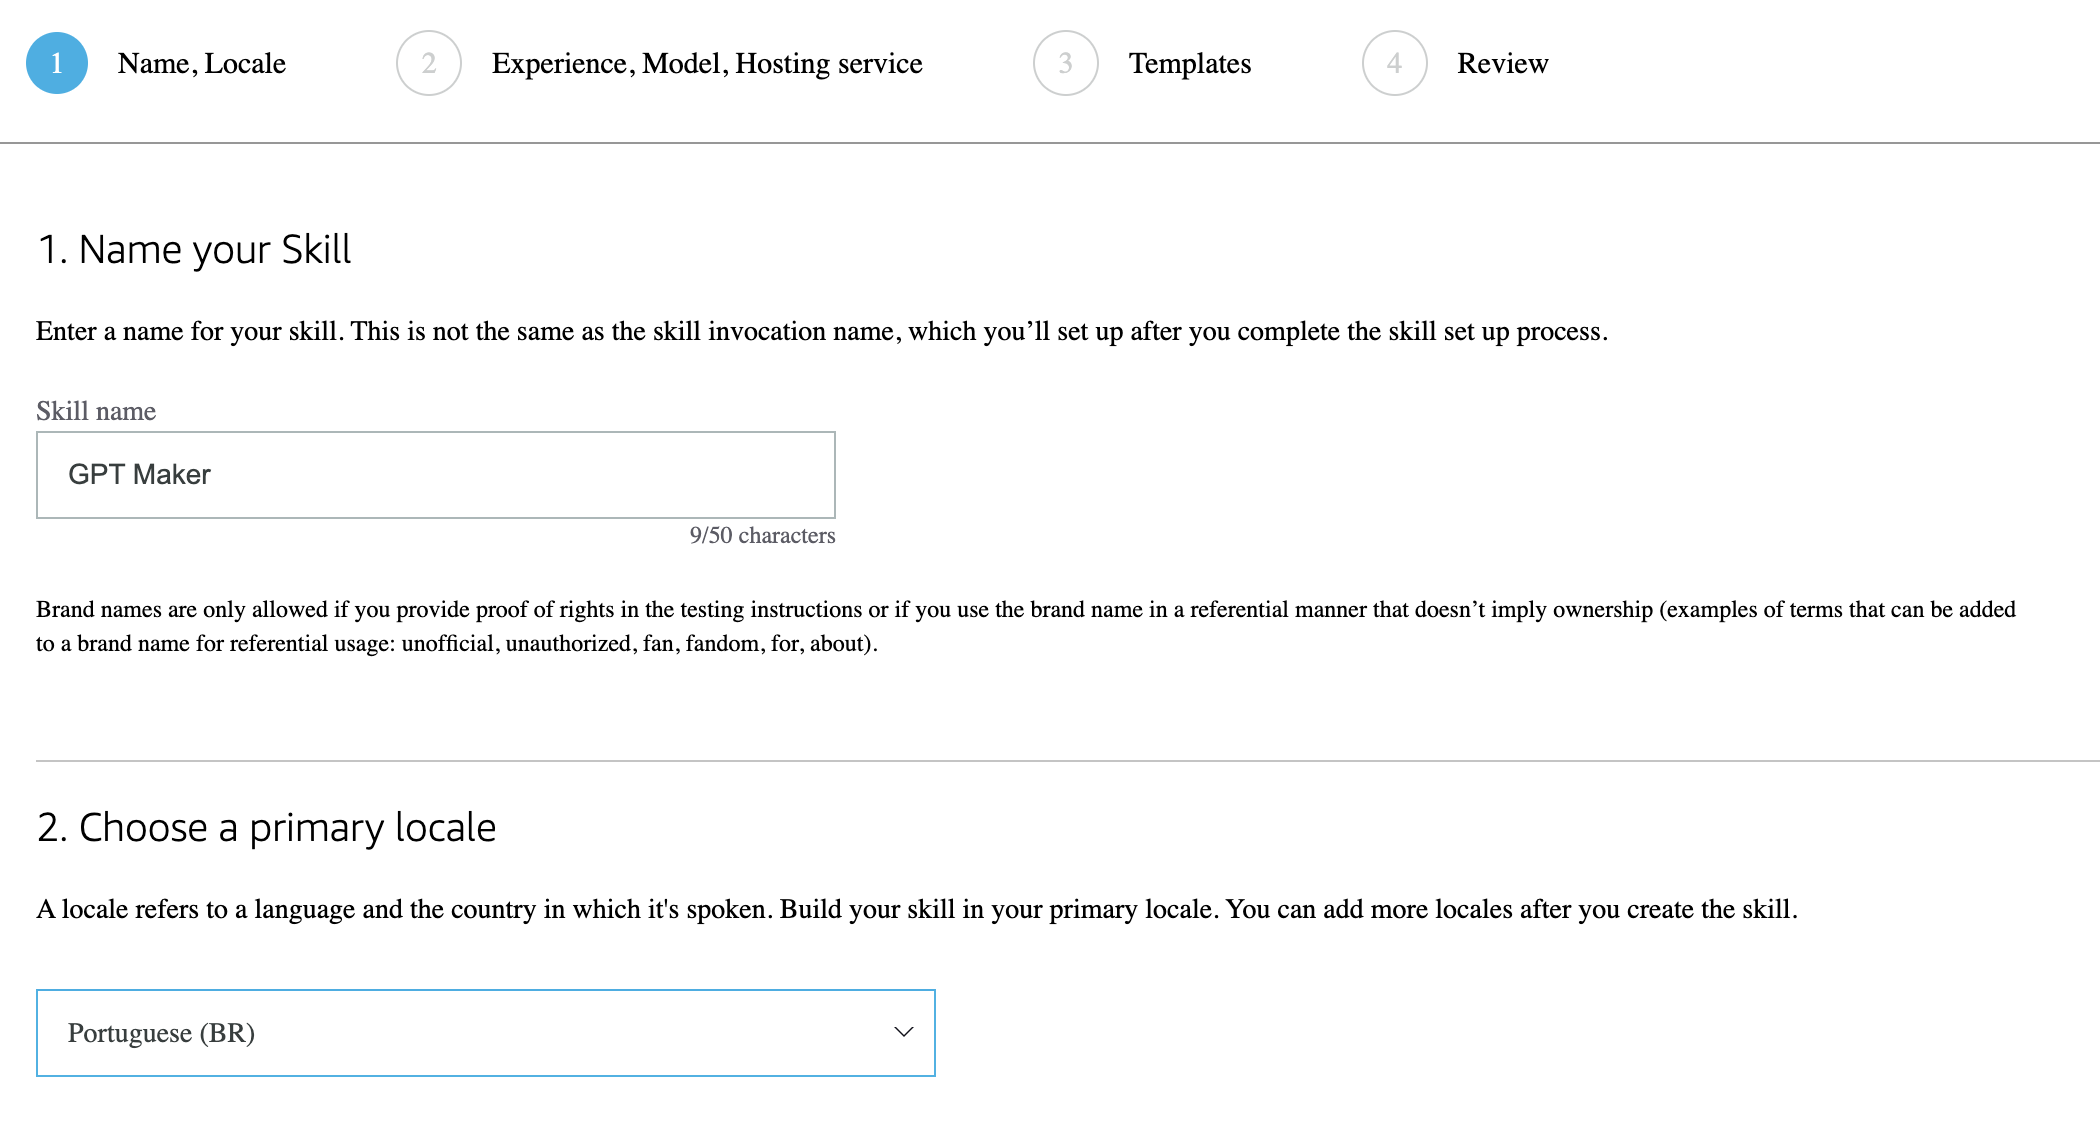 1 Name, Locale 2 Experience, Model, Hosting service 3 Templates 4 Review
1. Name your Skill
Enter a name for your skill. This is not the same as the skill invocation name, which you’ll set up after you complete the skill set up process.
Skill name
GPT Maker
9/50 characters
Brand names are only allowed if you provide proof of rights in the testing instructions or if you use the brand name in a referential manner that doesn’t imply ownership (examples of terms that can be added
to a brand name for referential usage: unofficial, unauthorized, fan, fandom, for, about).
2. Choose a primary locale
A locale refers to a language and the country in which it's spoken. Build your skill in your primary locale. You can add more locales after you create the skill.
Portuguese (BR)